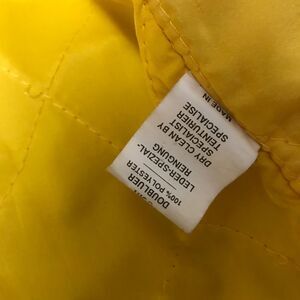 DOUBLURE
100% POLYESTER
LEDER-SPEZIAL-
REINIGUNG
DRY CLEAN BY
SPECIALIST
TEINTURIER
SPECIALISE
MADE IN